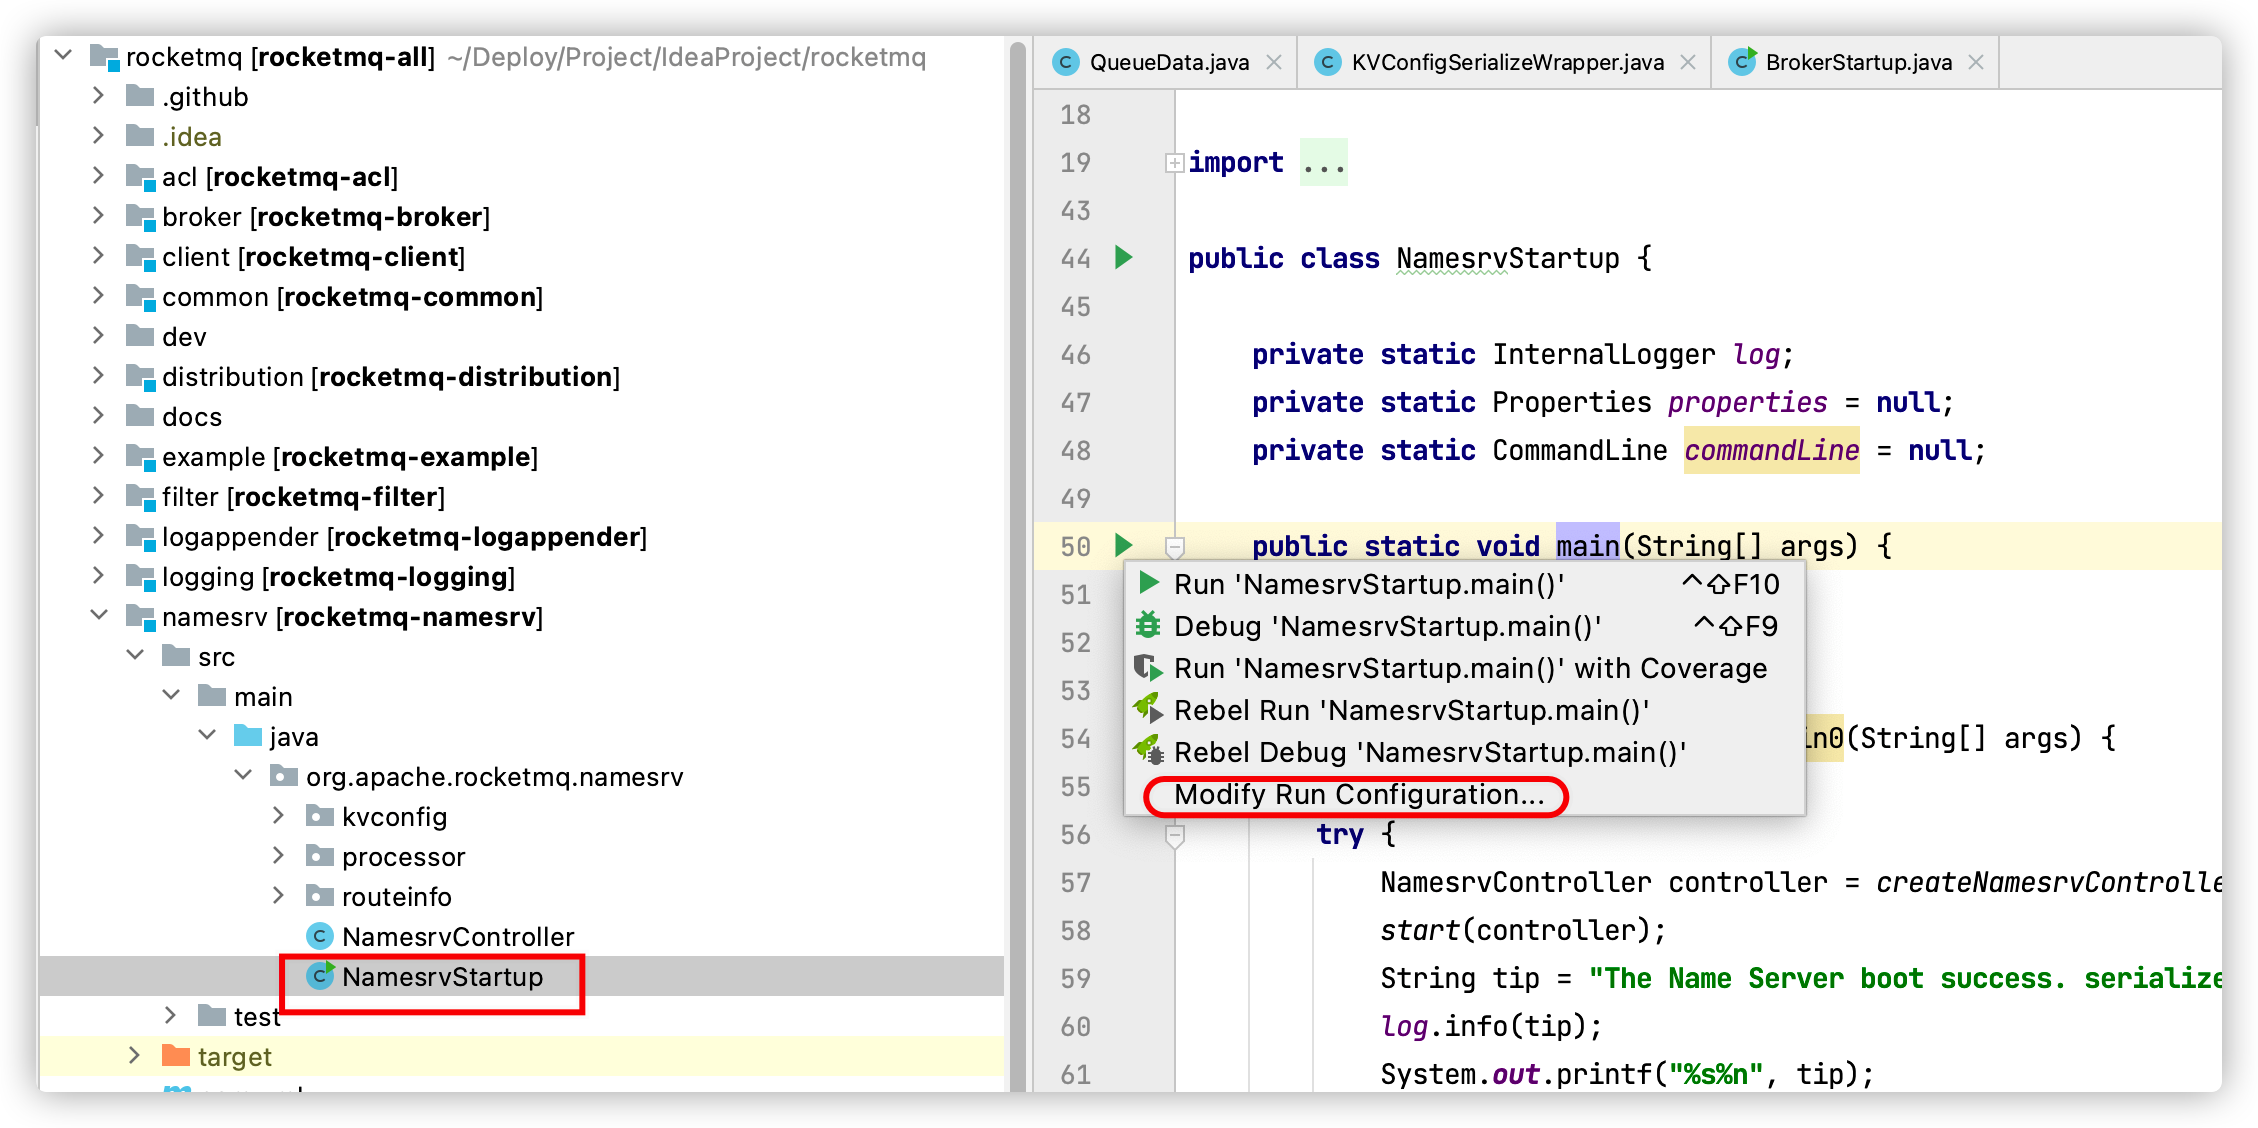 rocketmq [rocketmq-all] ~/Deploy/Project/IdeaProject/rocketmq
.github
.idea
acl [rocketmq-acl]
broker [rocketmq-broker]
client [rocketmq-client]
common [rocketmq-common]
dev
distribution [rocketmq-distribution]
docs
example [rocketmq-example]
filter [rocketmq-filter]
logappender [rocketmq-logappender]
logging [rocketmq-logging]
namesrv [rocketmq-namesrv]
src
main
java
org.apache.rocketmq.namesrv
kvconfig
processor
routeinfo
NamesrvController
NamesrvStartup
test
target
QueueData.java KVConfigSerializeWrapper.java BrokerStartup.java
18
19 import ...
43
44 public class NamesrvStartup {
45
46 private static InternalLogger log;
47 private static Properties properties = null;
48 private static CommandLine commandLine = null;
49
50 public static void main(String[] args) {
51
52
53
54 in0(String[] args) {
55
56 try {
57 NamesrvController controller = createNamesrvControlle
58 start(controller);
59 String tip = "The Name Server boot success. serialize
60 log.info(tip);
61 System.out.printf("%s%n", tip);
Run 'NamesrvStartup.main()' ^⇧F10
Debug 'NamesrvStartup.main()' ^⇧F9
Run 'NamesrvStartup.main()' with Coverage
Rebel Run 'NamesrvStartup.main()'
Rebel Debug 'NamesrvStartup.main()'
Modify Run Configuration...